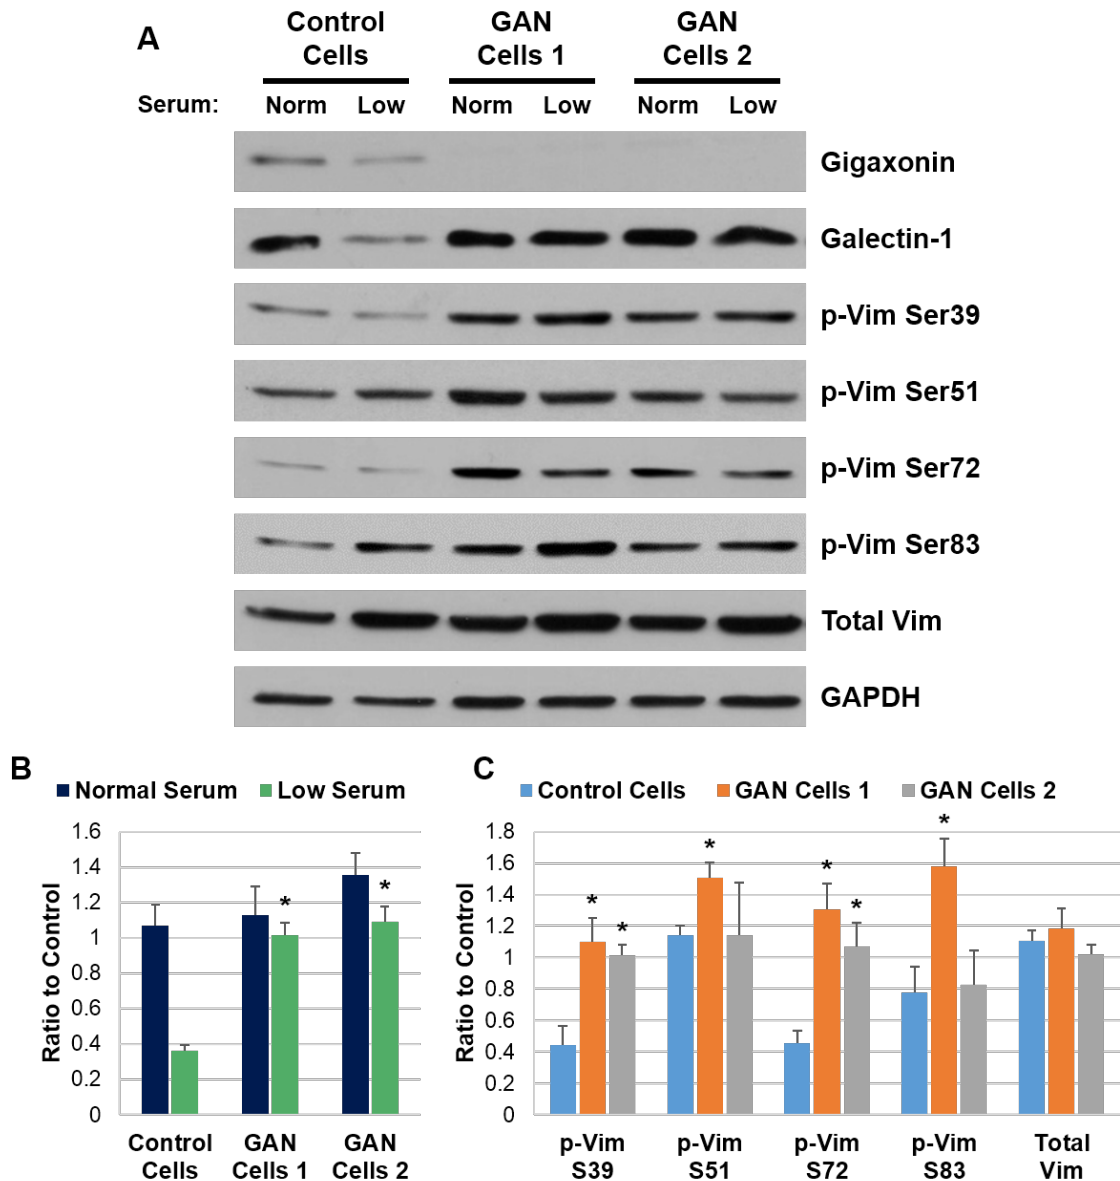 A
Control Cells
GAN Cells 1
GAN Cells 2
Serum: Norm Low Norm Low Norm Low
Gigaxonin
Galectin-1
p-Vim Ser39
p-Vim Ser51
p-Vim Ser72
p-Vim Ser83
Total Vim
GAPDH
B
Normal Serum Low Serum
Ratio to Control
1.6
1.4
1.2
1
0.8
0.6
0.4
0.2
0
* *
Control Cells
GAN Cells 1
GAN Cells 2
C
Control Cells GAN Cells 1 GAN Cells 2
Ratio to Control
1.8
1.6
1.4
1.2
1
0.8
0.6
0.4
0.2
0
* * * * * *
p-Vim S39
p-Vim S51
p-Vim S72
p-Vim S83
Total Vim